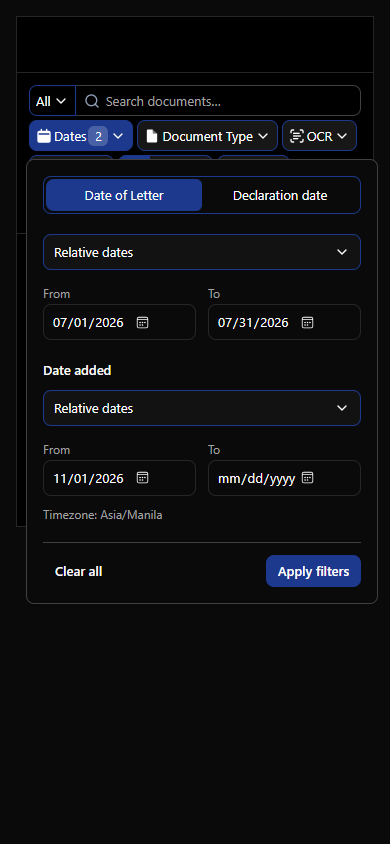 All
Search documents...
Dates 2
Document Type
OCR
Date of Letter
Declaration date
Relative dates
From To
07/01/2026 07/31/2026
Date added
Relative dates
From To
11/01/2026 mm/dd/yyyy
Timezone: Asia/Manila
Clear all
Apply filters